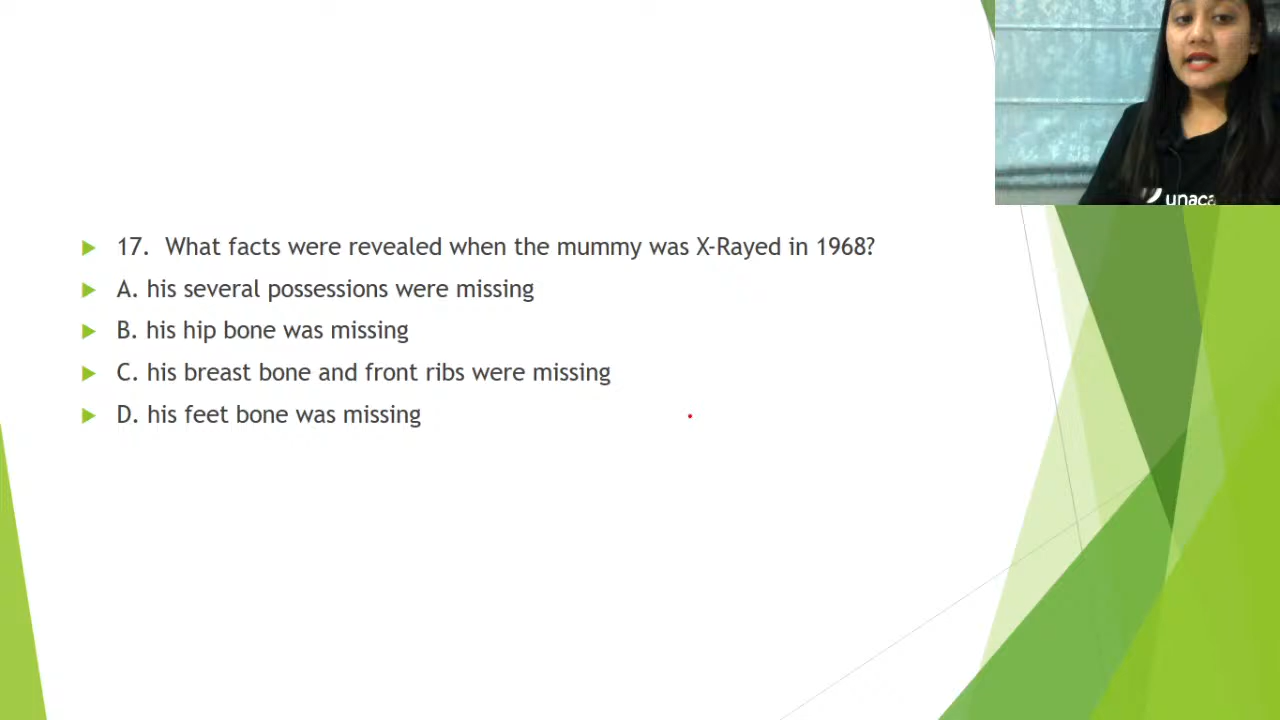 unaca
17. What facts were revealed when the mummy was X-Rayed in 1968?
A. his several possessions were missing
B. his hip bone was missing
C. his breast bone and front ribs were missing
D. his feet bone was missing